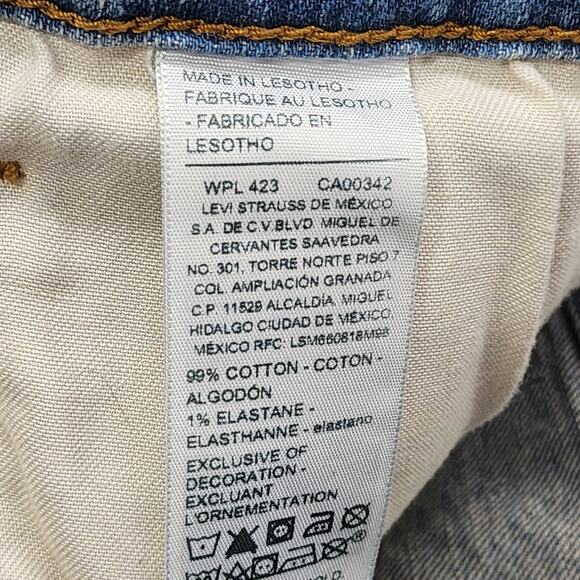 MADE IN LESOTHO -
FABRIQUE AU LESOTHO
- FABRICADO EN
LESOTHO
WPL 423 CA00342
LEVI STRAUSS DE MÉXICO
S.A. DE C.V.BLVD. MIGUEL DE
CERVANTES SAAVEDRA
NO. 301, TORRE NORTE PISO 7
COL. AMPLIACIÓN GRANADA
C.P. 11529 ALCALDÍA MIGUEL
HIDALGO CIUDAD DE MÉXICO
MÉXICO RFC: LSM660618M98
99% COTTON - COTON -
ALGODÓN
1% ELASTANE -
ELASTHANNE - elastano
EXCLUSIVE OF
DECORATION -
EXCLUANT
L'ORNEMENTATION